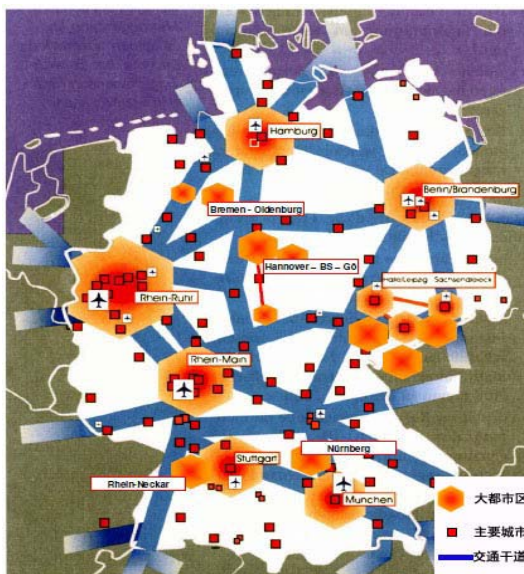 Hamburg
Berlin/Brandenburg
Bremen - Oldenburg
Hannover – BS – Gö
Halle/Leipzig - Sachsendreieck
Rhein-Ruhr
Rhein-Main
Nürnberg
Stuttgart
Rhein-Neckar
Munchen
大都市区
主要城市
交通干道